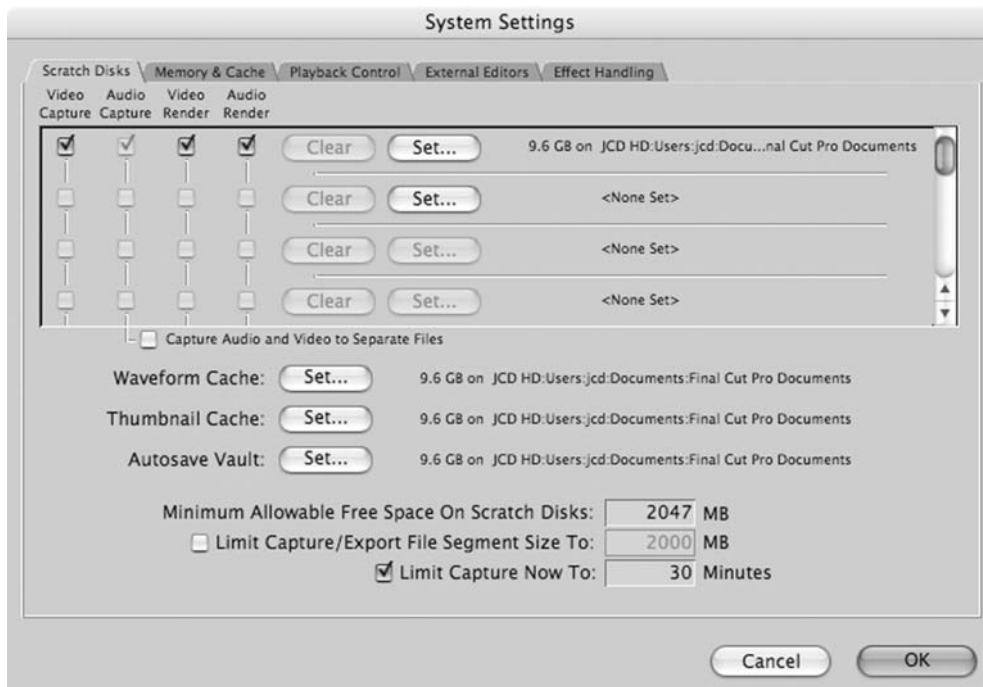 System Settings
Scratch Disks Memory & Cache Playback Control External Editors Effect Handling
Video Audio Video Audio
Capture Capture Render Render
Clear Set... 9.6 GB on JCD HD:Users:jcd:Docu...nal Cut Pro Documents
Clear Set... <None Set>
Clear Set... <None Set>
Clear Set... <None Set>
Capture Audio and Video to Separate Files
Waveform Cache: Set... 9.6 GB on JCD HD:Users:jcd:Documents:Final Cut Pro Documents
Thumbnail Cache: Set... 9.6 GB on JCD HD:Users:jcd:Documents:Final Cut Pro Documents
Autosave Vault: Set... 9.6 GB on JCD HD:Users:jcd:Documents:Final Cut Pro Documents
Minimum Allowable Free Space On Scratch Disks: 2047 MB
Limit Capture/Export File Segment Size To: 2000 MB
Limit Capture Now To: 30 Minutes
Cancel OK